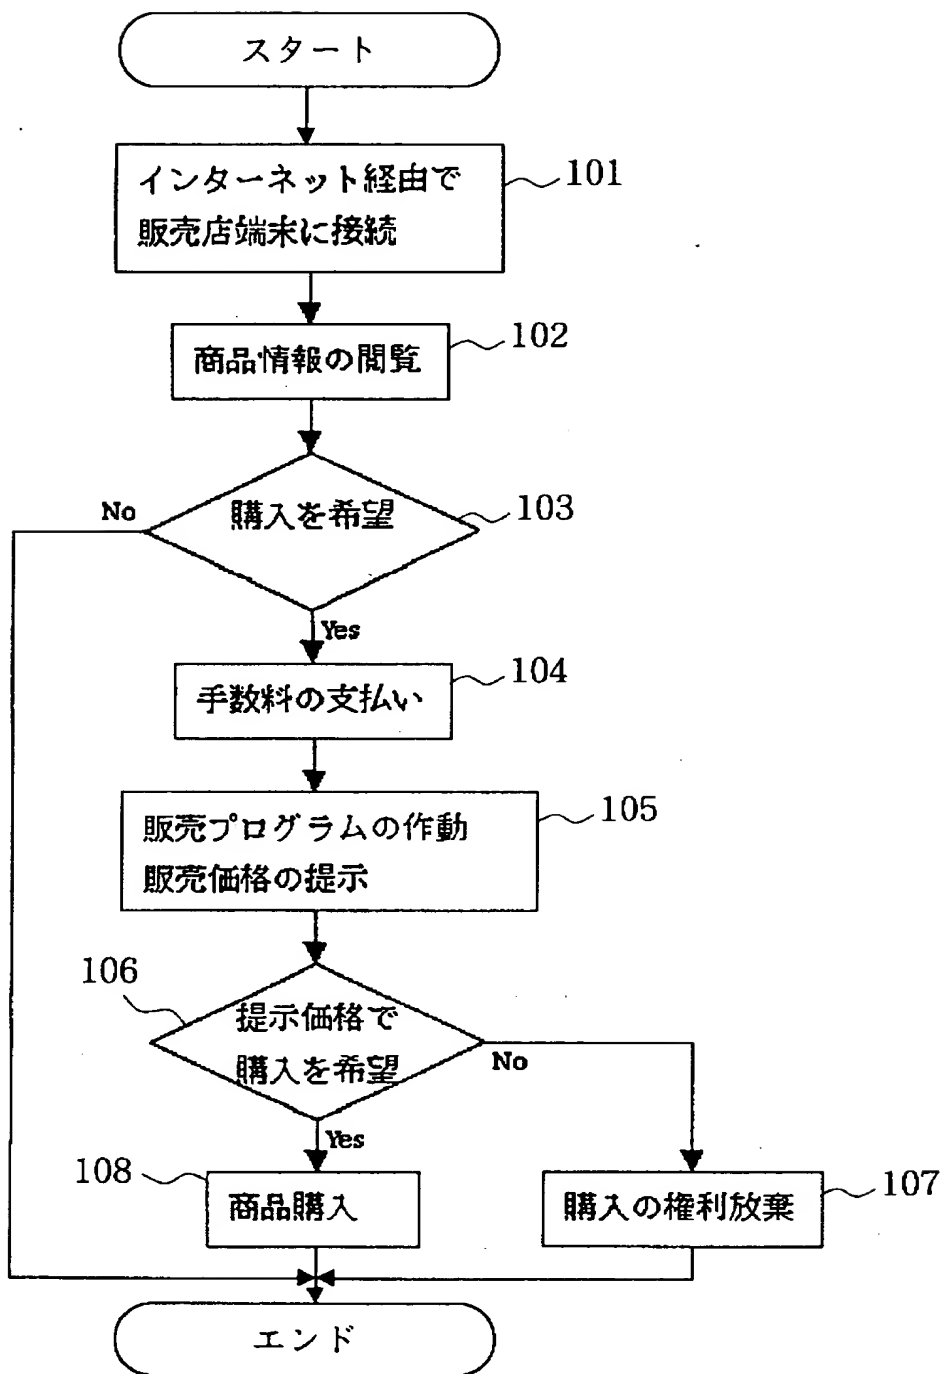 スタート
インターネット経由で
販売店端末に接続
101
商品情報の閲覧
102
購入を希望
103
No
Yes
手数料の支払い
104
販売プログラムの作動
販売価格の提示
105
106
提示価格で
購入を希望
No
Yes
108
商品購入
購入の権利放棄
107
エンド